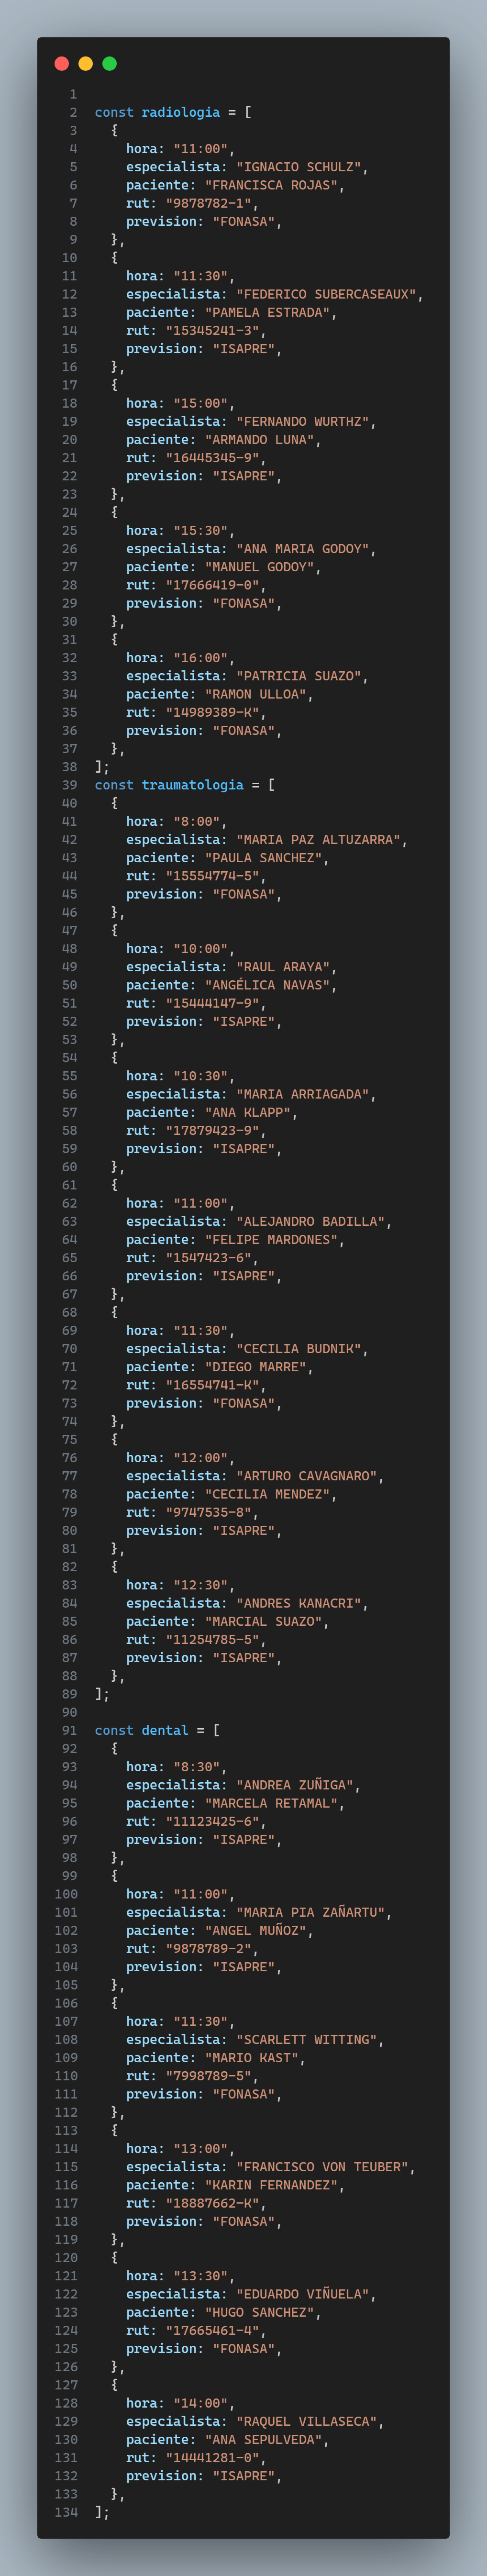 1
2 const radiologia = [
3 {
4 hora: "11:00",
5 especialista: "IGNACIO SCHULZ",
6 paciente: "FRANCISCA ROJAS",
7 rut: "9878782-1",
8 prevision: "FONASA",
9 },
10 {
11 hora: "11:30",
12 especialista: "FEDERICO SUBERCASEAUX",
13 paciente: "PAMELA ESTRADA",
14 rut: "15345241-3",
15 prevision: "ISAPRE",
16 },
17 {
18 hora: "15:00",
19 especialista: "FERNANDO WURTHZ",
20 paciente: "ARMANDO LUNA",
21 rut: "16445345-9",
22 prevision: "ISAPRE",
23 },
24 {
25 hora: "15:30",
26 especialista: "ANA MARIA GODOY",
27 paciente: "MANUEL GODOY",
28 rut: "17666419-0",
29 prevision: "FONASA",
30 },
31 {
32 hora: "16:00",
33 especialista: "PATRICIA SUAZO",
34 paciente: "RAMON ULLOA",
35 rut: "14989389-K",
36 prevision: "FONASA",
37 },
38 ];
39 const traumatologia = [
40 {
41 hora: "8:00",
42 especialista: "MARIA PAZ ALTUZARRA",
43 paciente: "PAULA SANCHEZ",
44 rut: "15554774-5",
45 prevision: "FONASA",
46 },
47 {
48 hora: "10:00",
49 especialista: "RAUL ARAYA",
50 paciente: "ANGÉLICA NAVAS",
51 rut: "15444147-9",
52 prevision: "ISAPRE",
53 },
54 {
55 hora: "10:30",
56 especialista: "MARIA ARRIAGADA",
57 paciente: "ANA KLAPP",
58 rut: "17879423-9",
59 prevision: "ISAPRE",
60 },
61 {
62 hora: "11:00",
63 especialista: "ALEJANDRO BADILLA",
64 paciente: "FELIPE MARDONES",
65 rut: "1547423-6",
66 prevision: "ISAPRE",
67 },
68 {
69 hora: "11:30",
70 especialista: "CECILIA BUDNIK",
71 paciente: "DIEGO MARRE",
72 rut: "16554741-K",
73 prevision: "FONASA",
74 },
75 {
76 hora: "12:00",
77 especialista: "ARTURO CAVAGNARO",
78 paciente: "CECILIA MENDEZ",
79 rut: "9747535-8",
80 prevision: "ISAPRE",
81 },
82 {
83 hora: "12:30",
84 especialista: "ANDRES KANACRI",
85 paciente: "MARCIAL SUAZO",
86 rut: "11254785-5",
87 prevision: "ISAPRE",
88 },
89 ];
90
91 const dental = [
92 {
93 hora: "8:30",
94 especialista: "ANDREA ZUÑIGA",
95 paciente: "MARCELA RETAMAL",
96 rut: "11123425-6",
97 prevision: "ISAPRE",
98 },
99 {
100 hora: "11:00",
101 especialista: "MARIA PIA ZAÑARTU",
102 paciente: "ANGEL MUÑOZ",
103 rut: "9878789-2",
104 prevision: "ISAPRE",
105 },
106 {
107 hora: "11:30",
108 especialista: "SCARLETT WITTING",
109 paciente: "MARIO KAST",
110 rut: "7998789-5",
111 prevision: "FONASA",
112 },
113 {
114 hora: "13:00",
115 especialista: "FRANCISCO VON TEUBER",
116 paciente: "KARIN FERNANDEZ",
117 rut: "18887662-K",
118 prevision: "FONASA",
119 },
120 {
121 hora: "13:30",
122 especialista: "EDUARDO VIÑUELA",
123 paciente: "HUGO SANCHEZ",
124 rut: "17665461-4",
125 prevision: "FONASA",
126 },
127 {
128 hora: "14:00",
129 especialista: "RAQUEL VILLASECA",
130 paciente: "ANA SEPULVEDA",
131 rut: "14441281-0",
132 prevision: "ISAPRE",
133 },
134 ];